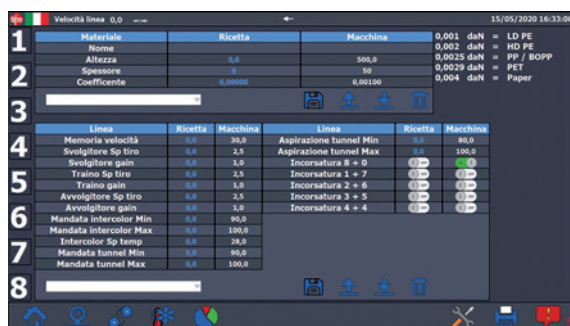 tim Velocità linea 0,0 15/05/2020 16:33:00
1
Materiale Ricetta Macchina
Nome
Altezza 0,0 500,0
Spessore 0 50
Coefficente 0,00000 0,00100
0,001 daN = LD PE
0,002 daN = HD PE
0,0025 daN = PP / BOPP
0,0029 daN = PET
0,004 daN = Paper
2
3
4
5
6
7
8
Linea Ricetta Macchina Linea Ricetta Macchina
Memoria velocità 0,0 30,0 Aspirazione tunnel Min 0,0 80,0
Svolgitore Sp tiro 0,0 2,5 Aspirazione tunnel Max 0,0 100,0
Svolgitore gain 0,0 1,0 Incorsatura 8 + 0
Traino Sp tiro 0,0 2,5 Incorsatura 1 + 7
Traino gain 0,0 1,0 Incorsatura 2 + 6
Avvolgitore Sp tiro 0,0 2,5 Incorsatura 3 + 5
Avvolgitore gain 0,0 1,0 Incorsatura 4 + 4
Mandata intercolor Min 0,0 90,0
Mandata intercolor Max 0,0 100,0
Intercolor Sp temp 0,0 28,0
Mandata tunnel Min 0,0 90,0
Mandata tunnel Max 0,0 100,0